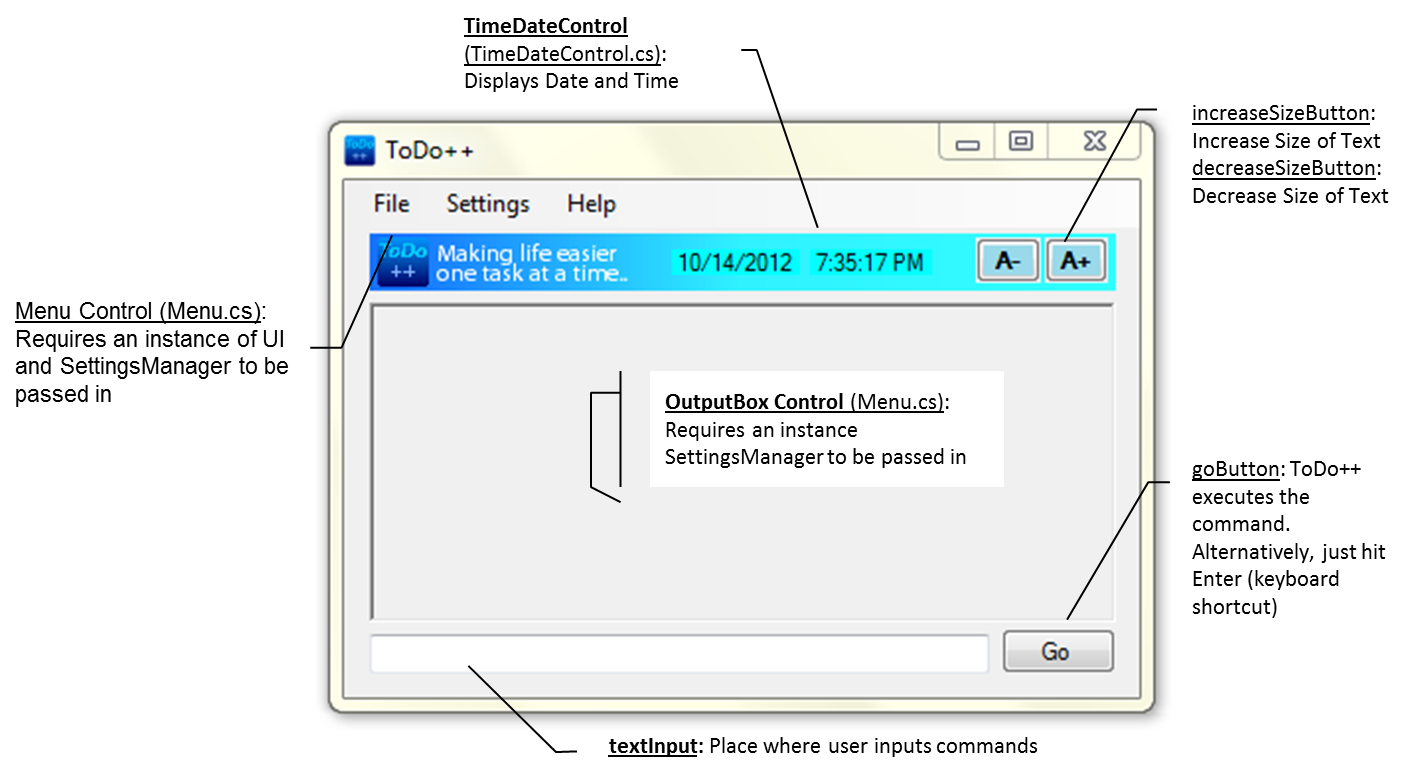 TimeDateControl
(TimeDateControl.cs):
Displays Date and Time
increaseSizeButton:
Increase Size of Text
decreaseSizeButton:
Decrease Size of Text
ToDo
++
ToDo++
File Settings Help
ToDo
++
Making life easier
one task at a time..
10/14/2012 7:35:17 PM
A- A+
Menu Control (Menu.cs):
Requires an instance of UI
and SettingsManager to be
passed in
OutputBox Control (Menu.cs):
Requires an instance
SettingsManager to be passed in
goButton: ToDo++
executes the
command.
Alternatively, just hit
Enter (keyboard
shortcut)
Go
textInput: Place where user inputs commands